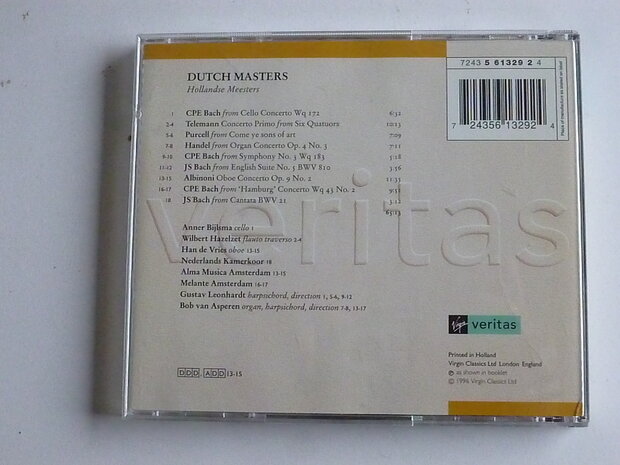 7243 5 61329 2 4
DUTCH MASTERS
Hollandse Meesters
1 CPE Bach from Cello Concerto Wq 172 6:32
2-4 Telemann Concerto Primo from Six Quatuors 10:13
5-6 Purcell from Come ye sons of art 7:09
7-8 Handel from Organ Concerto Op. 4 No. 3 7:11
9-10 CPE Bach from Symphony No. 3 Wq 183 5:18
11-12 JS Bach from English Suite No. 5 BWV 810 3:56
13-15 Albinoni Oboe Concerto Op. 9 No. 2 11:35
16-17 CPE Bach from 'Hamburg' Concerto Wq 43 No. 2 9:51
18 JS Bach from Cantata BWV 21 3:12
65:13
7 24356 13292 4
veritas
Anner Bijlsma cello 1
Wilbert Hazelzet flauto traverso 2-4
Han de Vries oboe 13-15
Nederlands Kamerkoor 18
Alma Musica Amsterdam 13-15
Melante Amsterdam 16-17
Gustav Leonhardt harpsichord, direction 1, 5-6, 9-12
Bob van Asperen organ, harpsichord, direction 7-8, 13-17
DDD, ADD 13-15
Virgin veritas
Printed in Holland
Virgin Classics Ltd London England
℗ as shown in booklet
© 1996 Virgin Classics Ltd